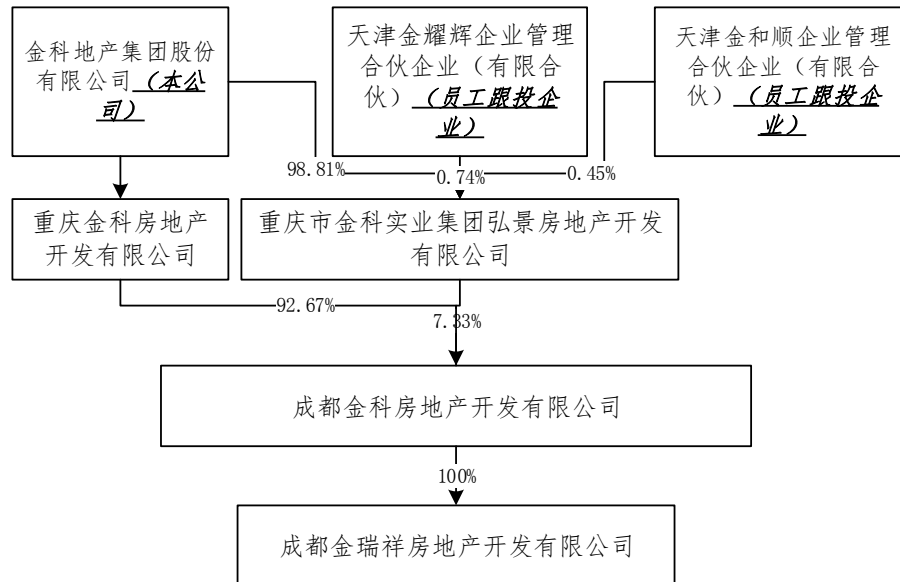 金科地产集团股份
有限公司（本公
司）
天津金耀辉企业管理
合伙企业（有限合
伙）（员工跟投企
业）
天津金和顺企业管理
合伙企业（有限合
伙）（员工跟投企
业）
98.81%
0.74%
0.45%
重庆金科房地产
开发有限公司
重庆市金科实业集团弘景房地产开发
有限公司
92.67%
7.33%
成都金科房地产开发有限公司
100%
成都金瑞祥房地产开发有限公司